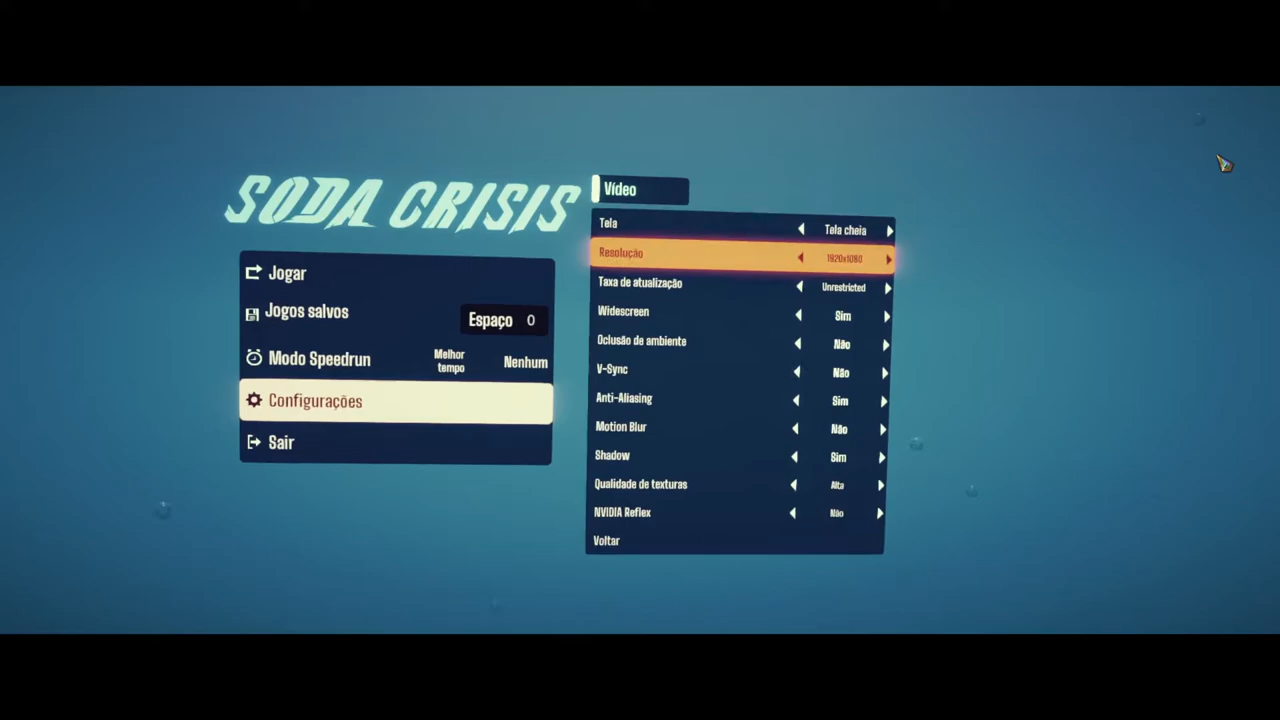 SODA CRISIS
Jogar
Jogos salvos
Espaço 0
Modo Speedrun
Melhor
tempo
Nenhum
Configurações
Sair
Vídeo
Tela Tela cheia
Resolução 1920x1080
Taxa de atualização Unrestricted
Widescreen Sim
Oclusão de ambiente Não
V-Sync Não
Anti-Aliasing Sim
Motion Blur Não
Shadow Sim
Qualidade de texturas Alta
NVIDIA Reflex Não
Voltar